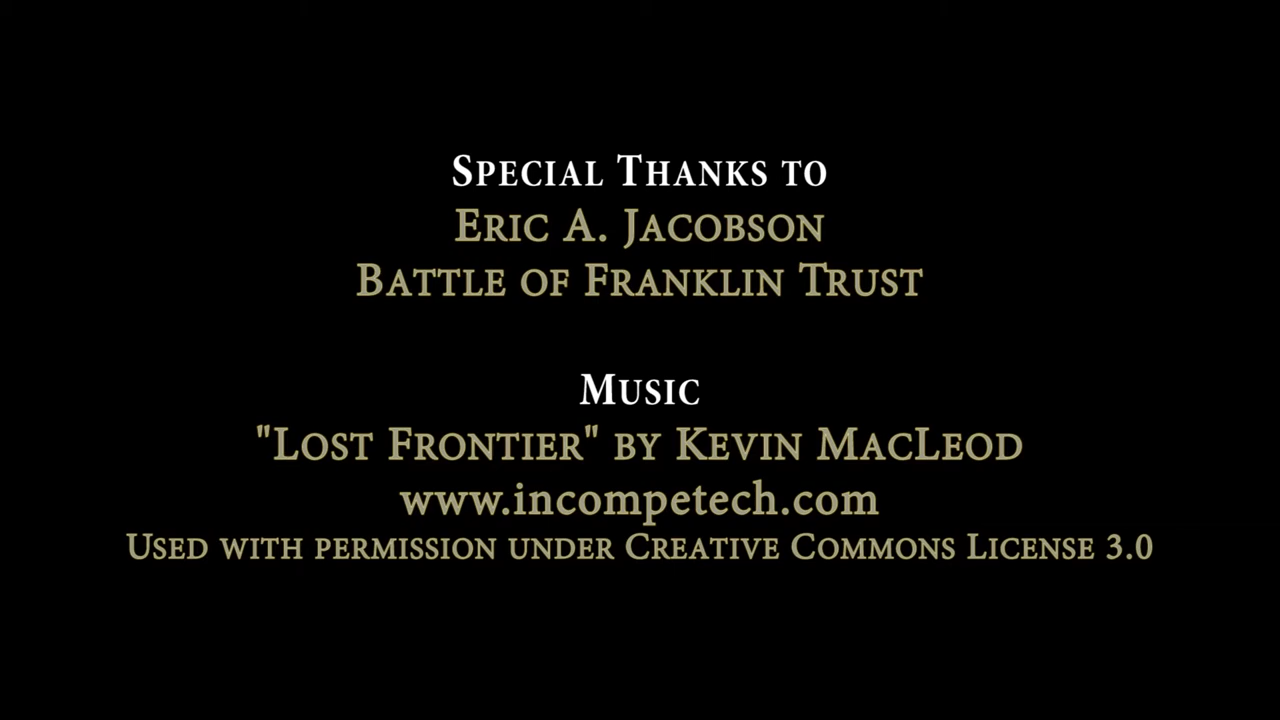 Special Thanks to
Eric A. Jacobson
Battle of Franklin Trust
Music
"Lost Frontier" by Kevin MacLeod
www.incompetech.com
Used with permission under Creative Commons License 3.0